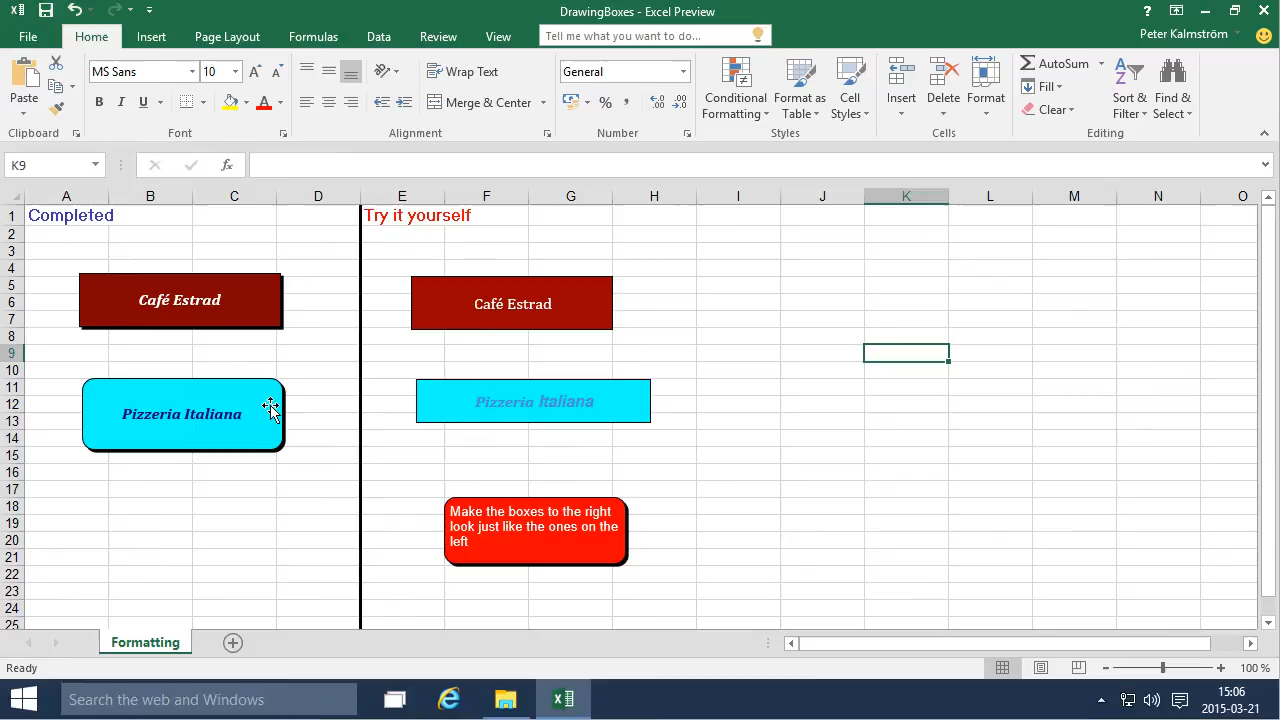 DrawingBoxes - Excel Preview
?
File Home Insert Page Layout Formulas Data Review View Tell me what you want to do... Peter Kalmström
Paste
MS Sans 10
B I U A
A A
Wrap Text
Merge & Center
General
% ,
Conditional Formatting
Format as Table
Cell Styles
Insert Delete Format
AutoSum
Fill
Clear
Sort & Filter
Find & Select
Clipboard Font Alignment Number Styles Cells Editing
K9 fx
A B C D E F G H I J K L M N O
1 Completed Try it yourself
2
3
4
5
6 Café Estrad Café Estrad
7
8
9
10
11
12 Pizzeria Italiana Pizzeria Italiana
13
14
15
16
17
18 Make the boxes to the right
19 look just like the ones on the
20 left
21
22
23
24
25
Formatting
Ready 100 %
Search the web and Windows
15:06
2015-03-21